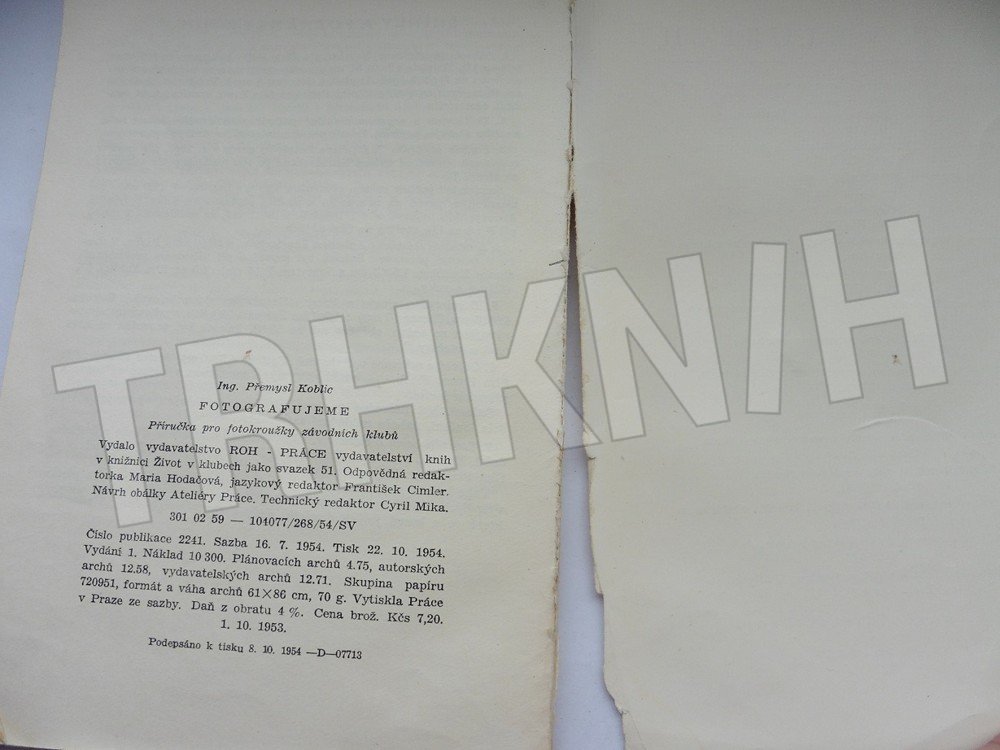 TRHKNIH
Ing. Přemysl Koblic
FOTOGRAFUJEME
Příručka pro fotokroužky závodních klubů
Vydalo vydavatelstvo ROH - PRÁCE vydavatelství knih
v knižnici Život v klubech jako svazek 51. Odpovědná redak-
torka Maria Hodačová, jazykový redaktor František Cimler.
Návrh obálky Ateliéry Práce. Technický redaktor Cyril Mika.
301 02 59 — 104077/268/54/SV
Číslo publikace 2241. Sazba 16. 7. 1954. Tisk 22. 10. 1954.
Vydání 1. Náklad 10 300. Plánovacích archů 4.75, autorských
archů 12.58, vydavatelských archů 12.71. Skupina papíru
720951, formát a váha archů 61×86 cm, 70 g. Vytiskla Práce
v Praze ze sazby. Daň z obratu 4 %. Cena brož. Kčs 7,20.
1. 10. 1953.
Podepsáno k tisku 8. 10. 1954 —D—07713